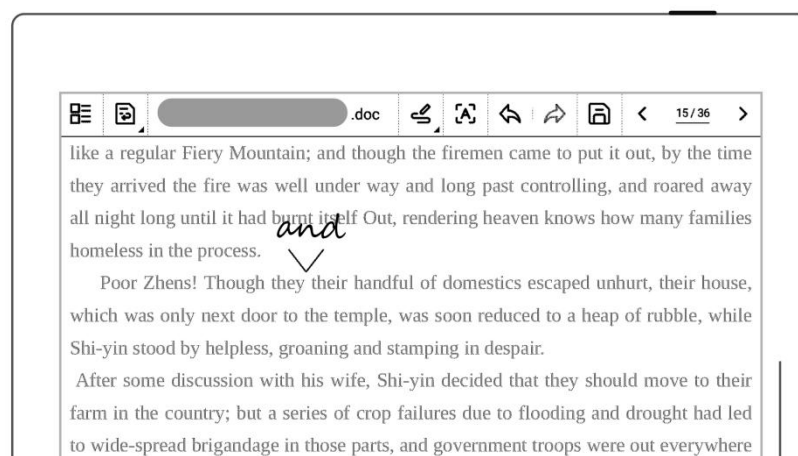 .doc 15/36
like a regular Fiery Mountain; and though the firemen came to put it out, by the time
they arrived the fire was well under way and long past controlling, and roared away
all night long until it had burnt itself Out, rendering heaven knows how many families
and
homeless in the process.
Poor Zhens! Though they their handful of domestics escaped unhurt, their house,
which was only next door to the temple, was soon reduced to a heap of rubble, while
Shi-yin stood by helpless, groaning and stamping in despair.
After some discussion with his wife, Shi-yin decided that they should move to their
farm in the country; but a series of crop failures due to flooding and drought had led
to wide-spread brigandage in those parts, and government troops were out everywhere